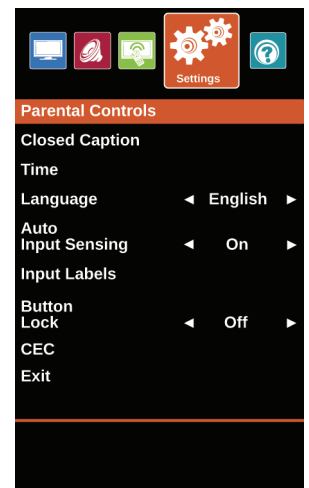 Settings
Parental Controls
Closed Caption
Time
Language ◄ English ►
Auto
Input Sensing ◄ On ►
Input Labels
Button
Lock ◄ Off ►
CEC
Exit